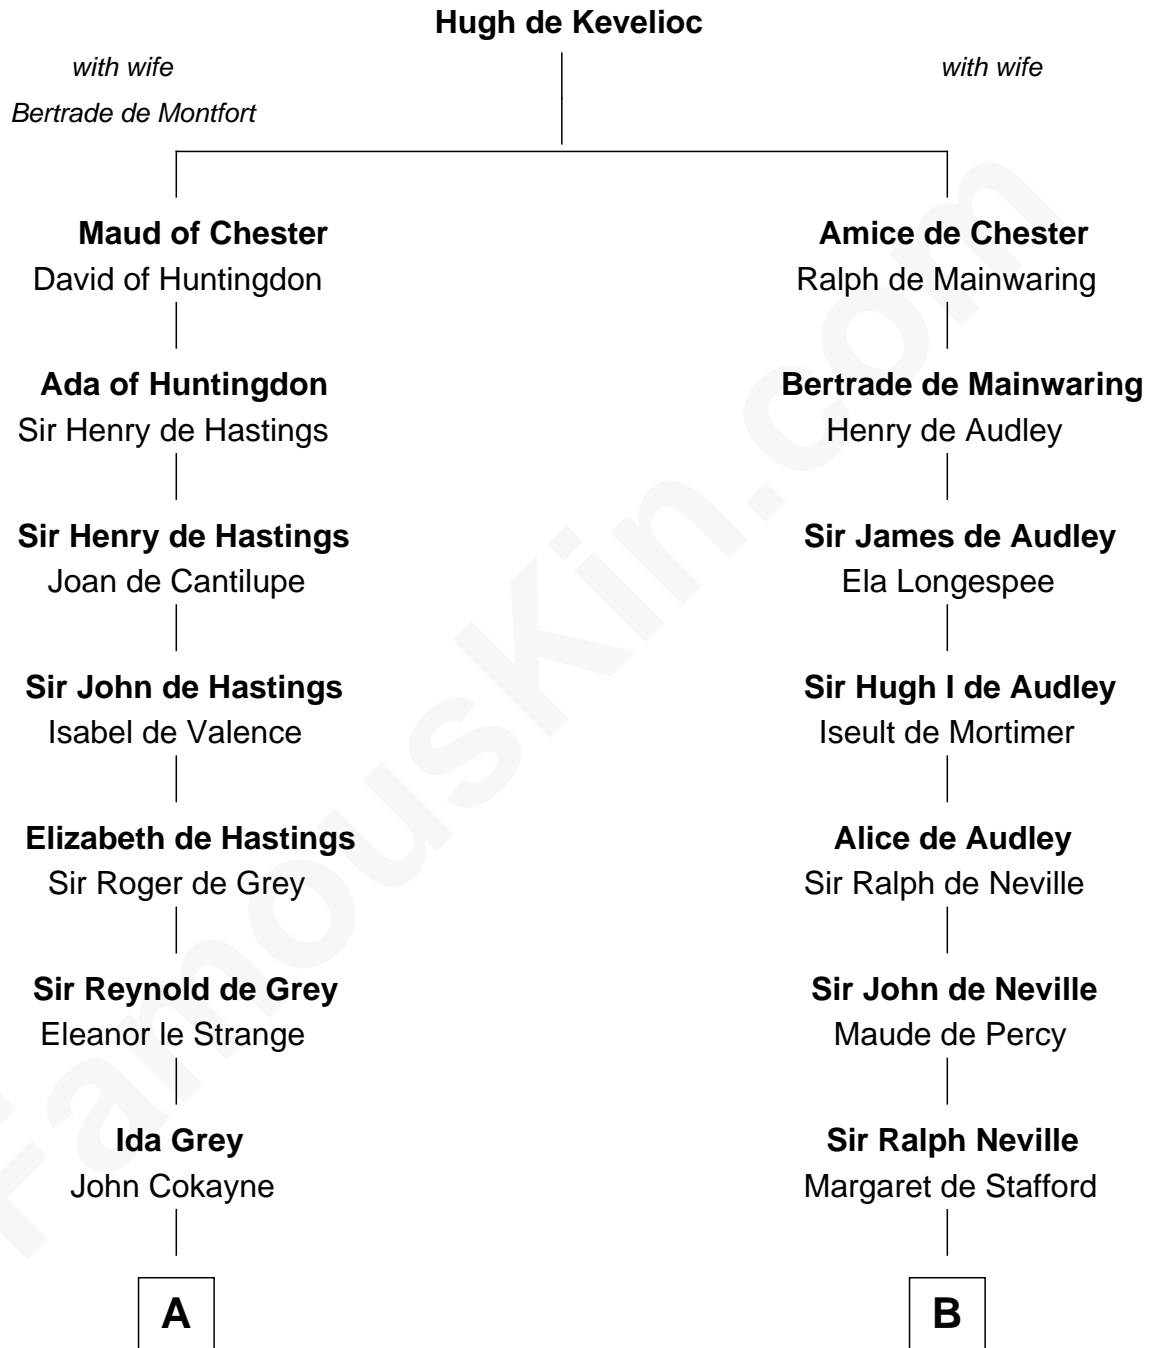 Hugh de Kevelioc
with wife
Bertrade de Montfort
with wife
Maud of Chester
David of Huntingdon
Ada of Huntingdon
Sir Henry de Hastings
Sir Henry de Hastings
Joan de Cantilupe
Sir John de Hastings
Isabel de Valence
Elizabeth de Hastings
Sir Roger de Grey
Sir Reynold de Grey
Eleanor le Strange
Ida Grey
John Cokayne
A
Amice de Chester
Ralph de Mainwaring
Bertrade de Mainwaring
Henry de Audley
Sir James de Audley
Ela Longespee
Sir Hugh I de Audley
Iseult de Mortimer
Alice de Audley
Sir Ralph de Neville
Sir John de Neville
Maude de Percy
Sir Ralph Neville
Margaret de Stafford
B
FamousKin.com